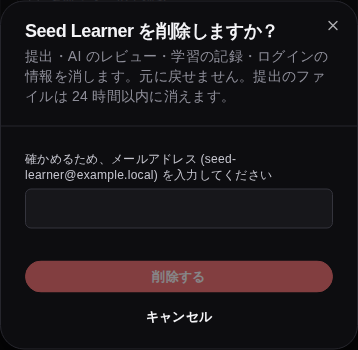 Seed Learner を削除しますか？
提出・AI のレビュー・学習の記録・ログインの
情報を消します。元に戻せません。提出のファ
イルは 24 時間以内に消えます。
確かめるため、メールアドレス (seed-
learner@example.local) を入力してください
削除する
キャンセル